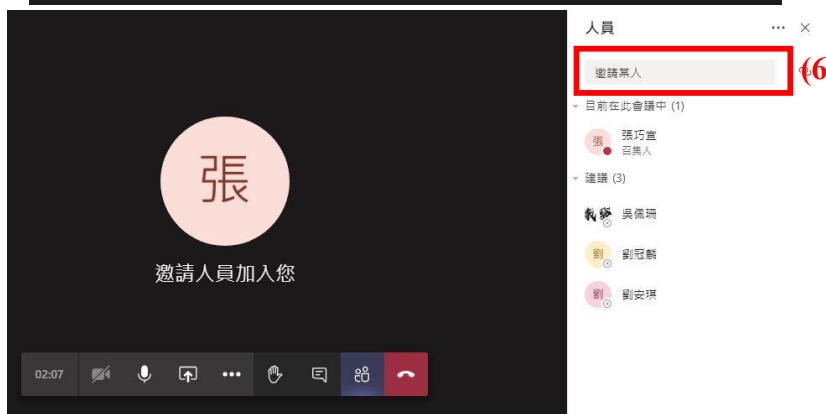 人員
邀請某人
(6
目前在此會議中 (1)
張
張巧宜
召集人
建議 (3)
吳佩珊
劉
劉冠麟
劉
劉安琪
張
邀請人員加入您
02:07